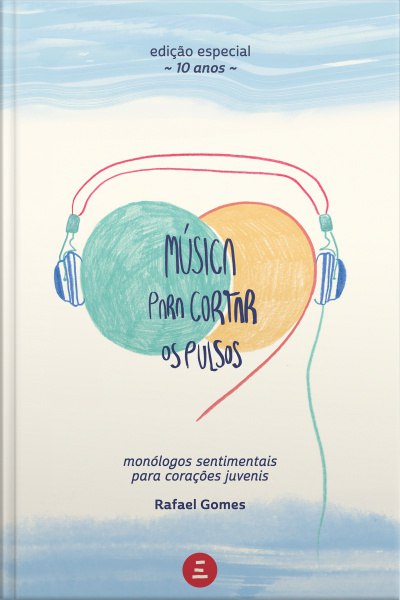 edição especial
~ 10 anos ~
MÚSICA
PARA CORTAR
OS PULSOS
monólogos sentimentais
para corações juvenis
Rafael Gomes